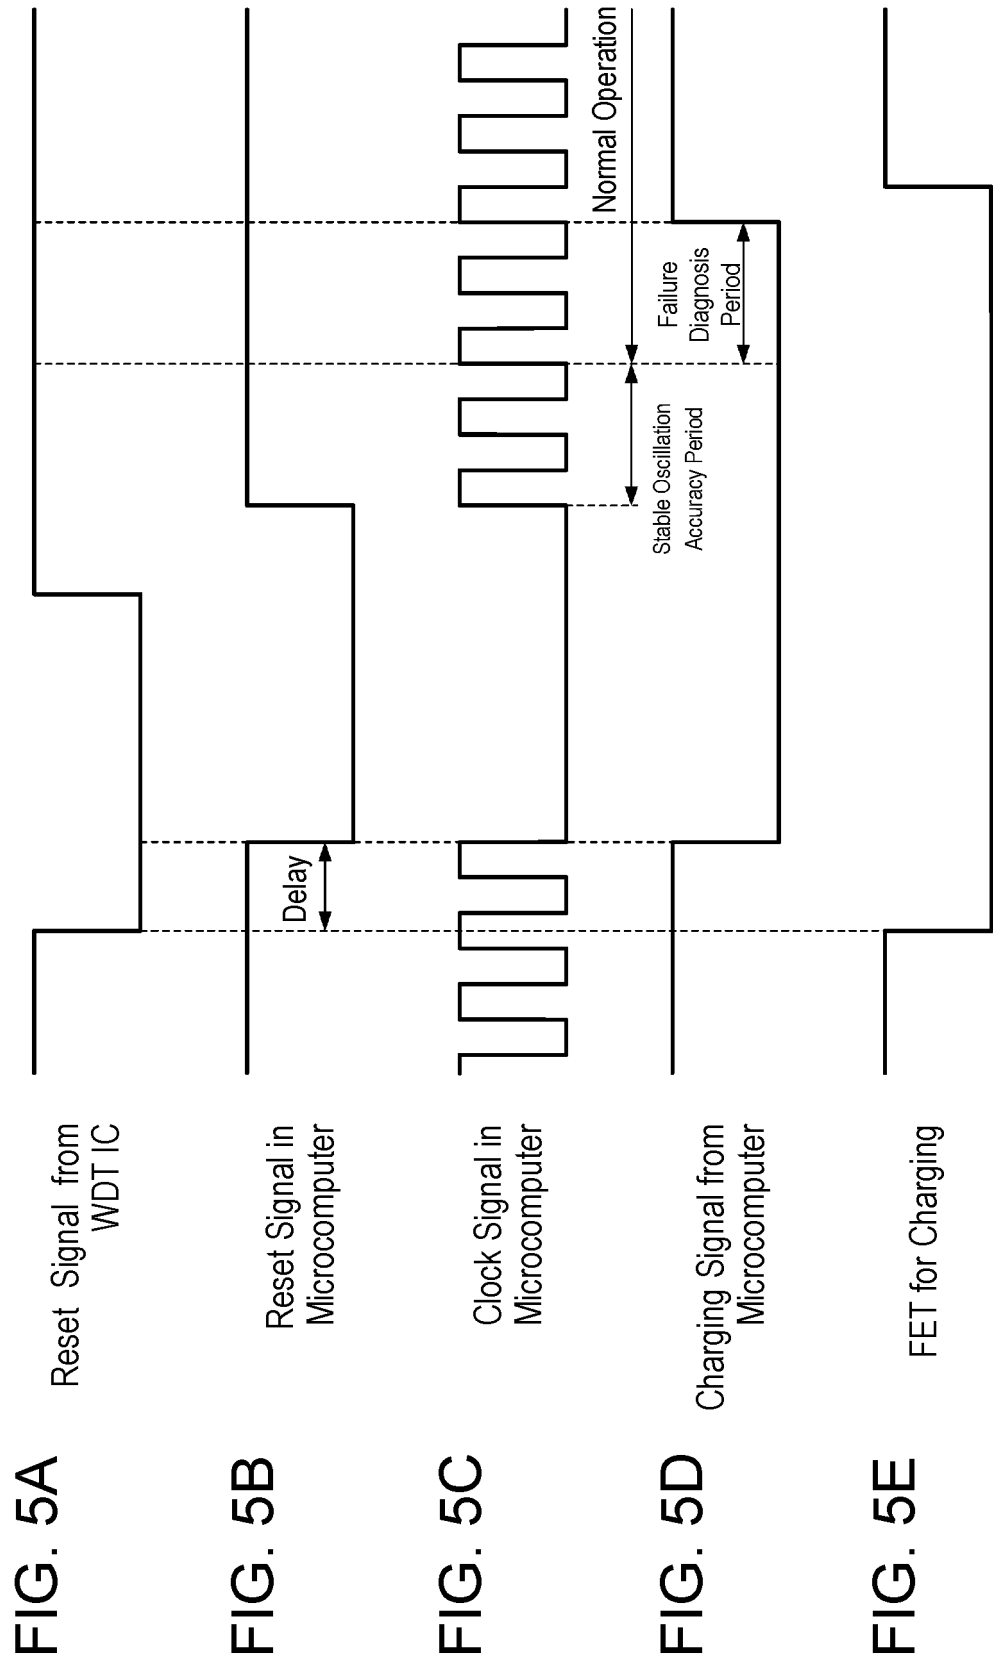 FIG. 5A
Reset Signal from
WDT IC
FIG. 5B
Reset Signal in
Microcomputer
Delay
FIG. 5C
Clock Signal in
Microcomputer
Stable Oscillation
Accuracy Period
Normal Operation
FIG. 5D
Charging Signal from
Microcomputer
Failure
Diagnosis
Period
FIG. 5E
FET for Charging